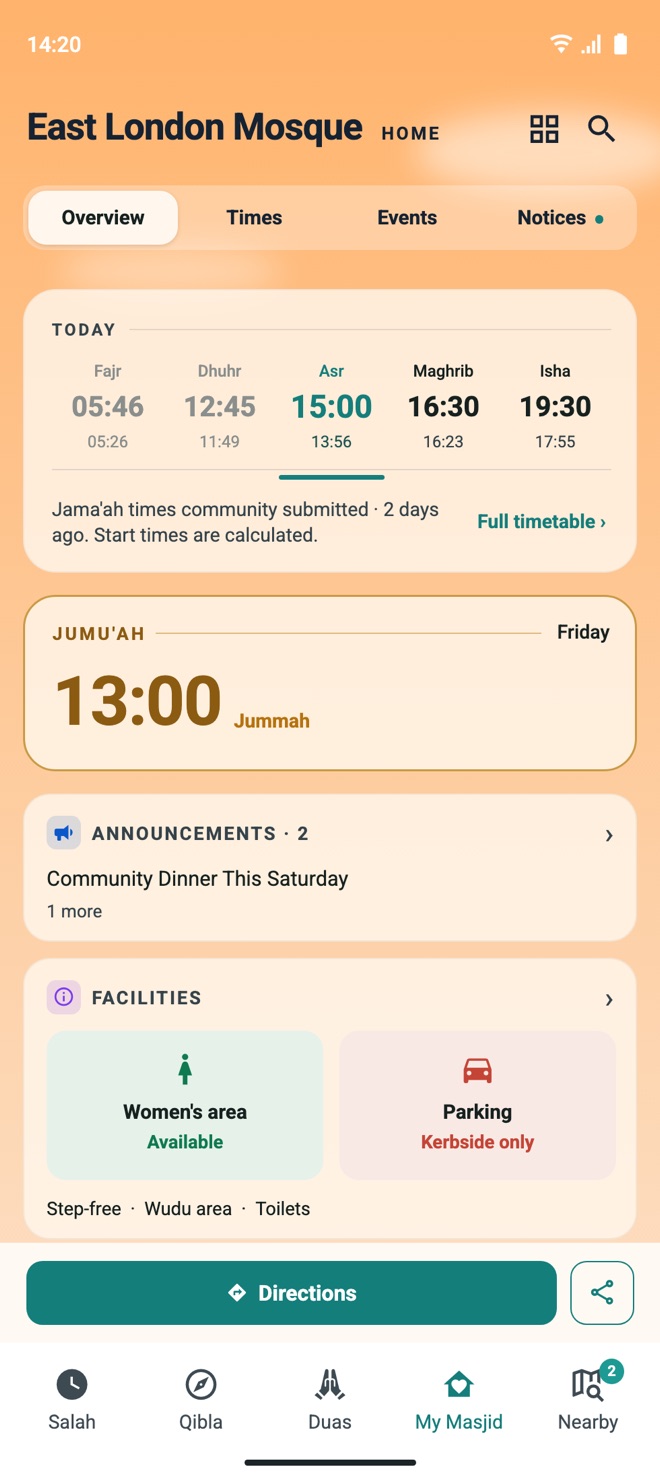 14:20
East London Mosque HOME
Overview Times Events Notices
TODAY
Fajr Dhuhr Asr Maghrib Isha
05:46 12:45 15:00 16:30 19:30
05:26 11:49 13:56 16:23 17:55
Jama'ah times community submitted · 2 days
ago. Start times are calculated.
Full timetable ›
JUMU'AH Friday
13:00 Jummah
ANNOUNCEMENTS · 2 ›
Community Dinner This Saturday
1 more
FACILITIES ›
Women's area Parking
Available Kerbside only
Step-free · Wudu area · Toilets
Directions
2
Salah Qibla Duas My Masjid Nearby